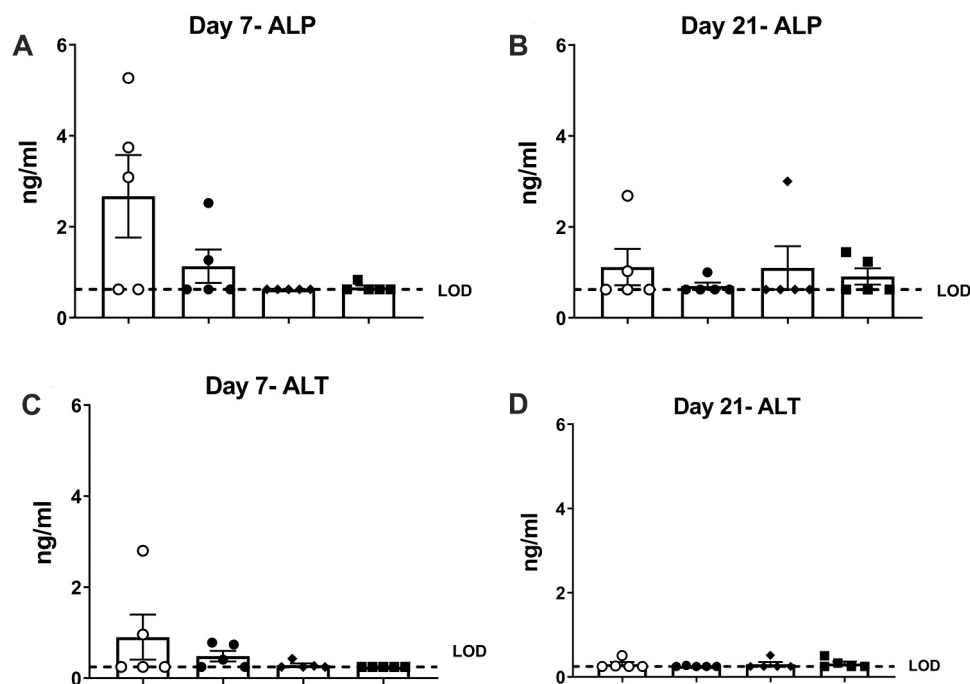 A
Day 7- ALP
6
4
2
0
ng/ml
LOD
B
Day 21- ALP
6
4
2
0
ng/ml
LOD
C
Day 7- ALT
6
4
2
0
ng/ml
LOD
D
Day 21- ALT
6
4
2
0
ng/ml
LOD